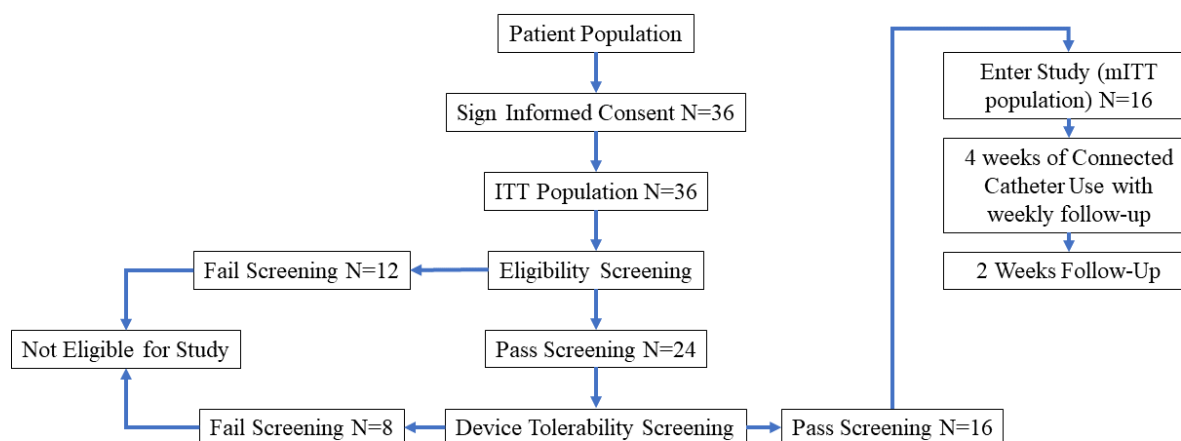 Patient Population
Sign Informed Consent N=36
ITT Population N=36
Eligibility Screening
Fail Screening N=12
Not Eligible for Study
Pass Screening N=24
Device Tolerability Screening
Fail Screening N=8
Pass Screening N=16
Enter Study (mITT
population) N=16
4 weeks of Connected
Catheter Use with
weekly follow-up
2 Weeks Follow-Up